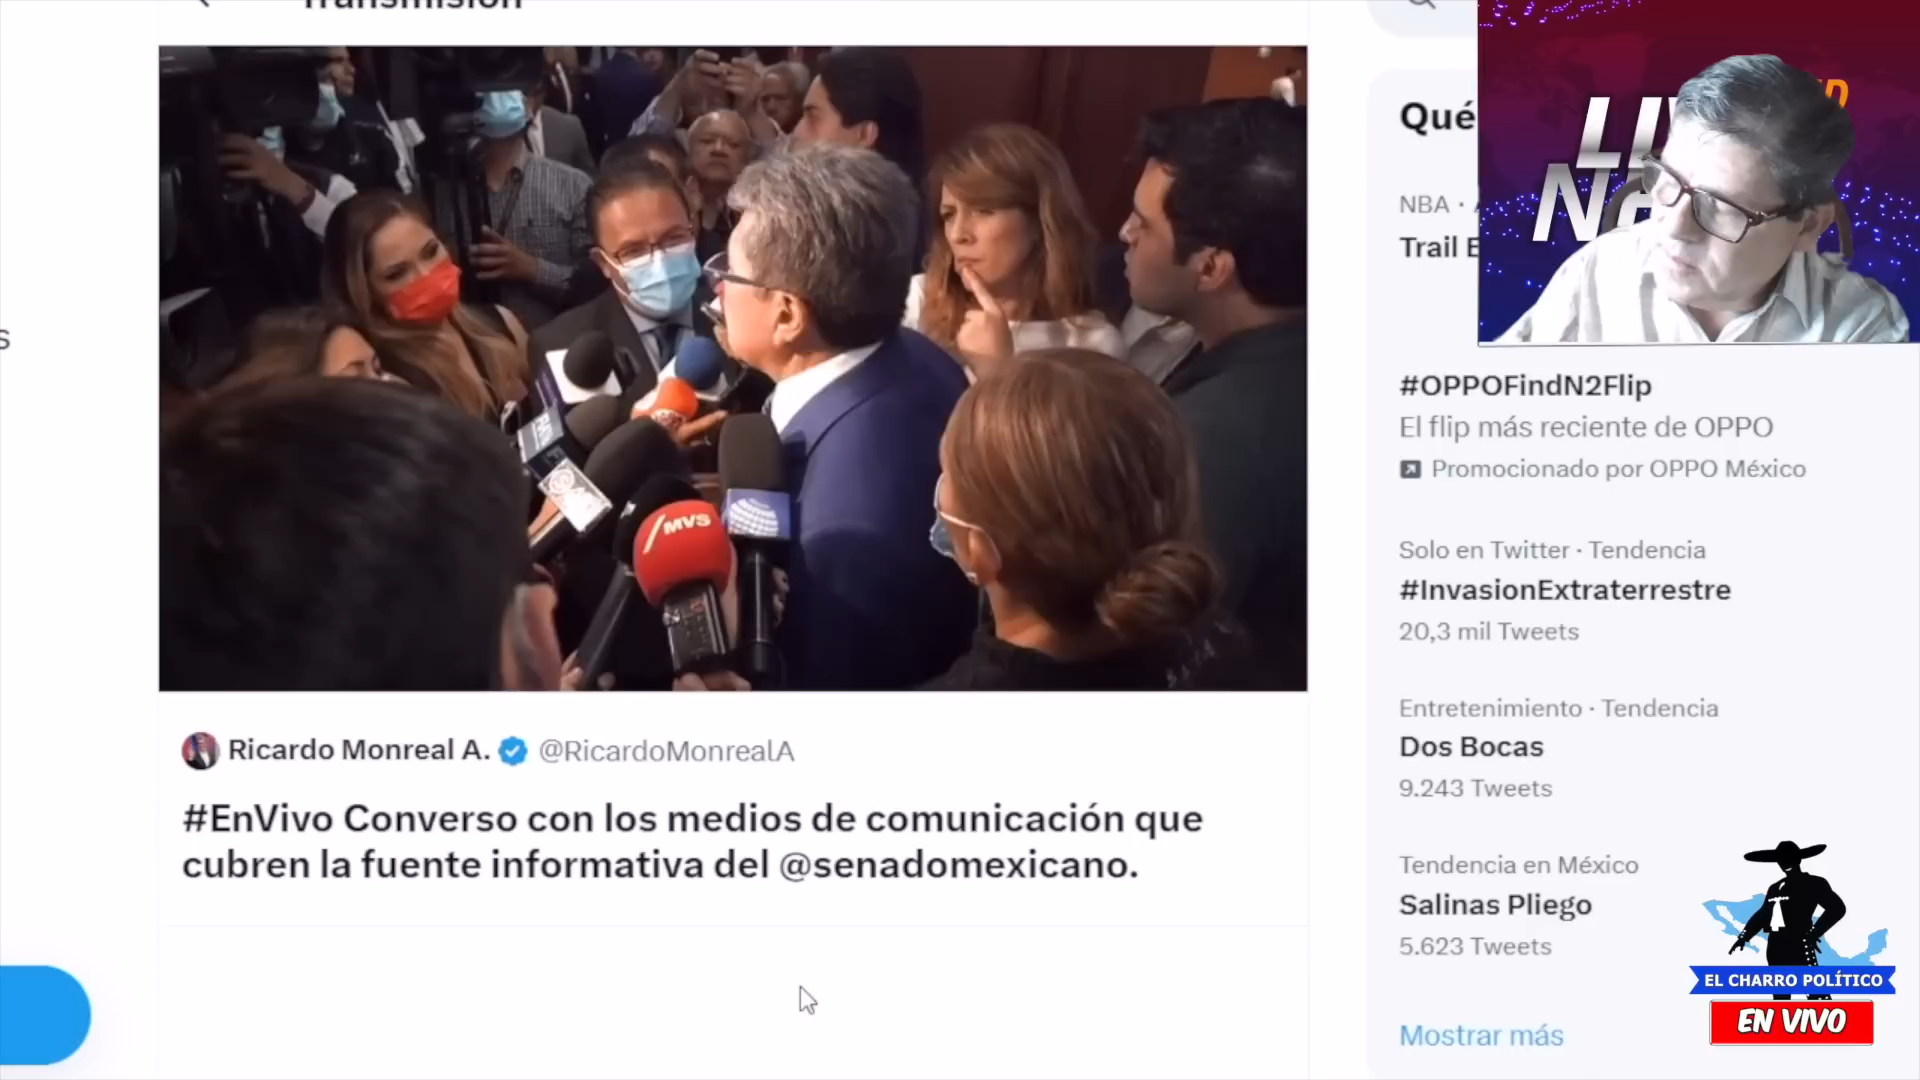 Transmisión
Ricardo Monreal A. @RicardoMonrealA
#EnVivo Converso con los medios de comunicación que
cubren la fuente informativa del @senadomexicano.
MVS
Qué
NBA ·
Trail
#OPPOFindN2Flip
El flip más reciente de OPPO
Promocionado por OPPO México
Solo en Twitter · Tendencia
#InvasionExtraterrestre
20,3 mil Tweets
Entretenimiento · Tendencia
Dos Bocas
9.243 Tweets
Tendencia en México
Salinas Pliego
5.623 Tweets
Mostrar más
EL CHARRO POLÍTICO
EN VIVO